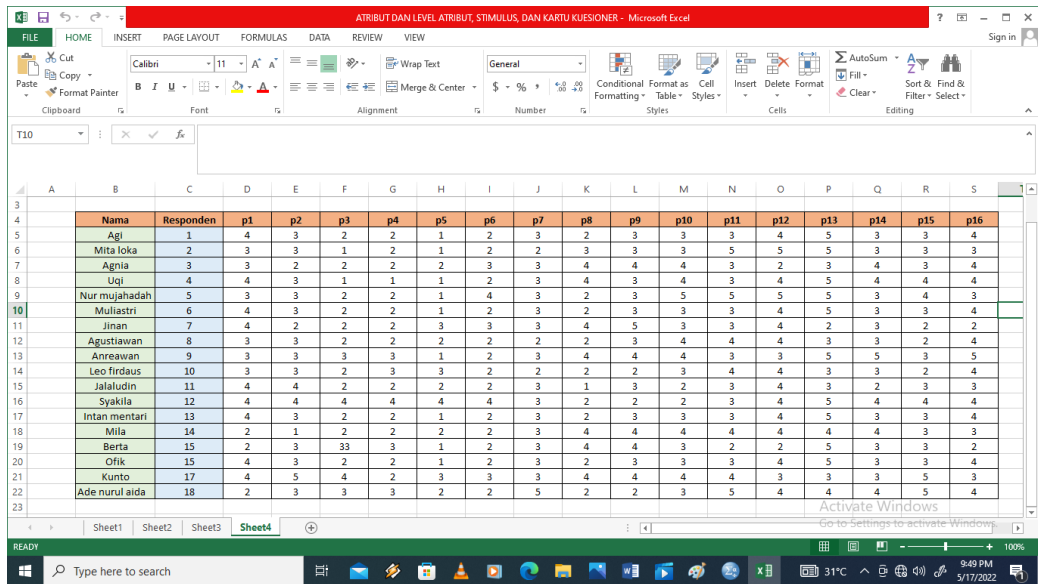 ATRIBUT DAN LEVEL ATRIBUT, STIMULUS, DAN KARTU KUESIONER - Microsoft Excel
FILE HOME INSERT PAGE LAYOUT FORMULAS DATA REVIEW VIEW Sign in
Cut Calibri 11 Wrap Text General AutoSum
Copy Fill
Paste Format Painter Merge & Center Conditional Formatting Format as Table Cell Styles Insert Delete Format Clear Sort & Filter Find & Select
Clipboard Font Alignment Number Styles Cells Editing
T10 fx
A B C D E F G H I J K L M N O P Q R S T
3
4 Nama Responden p1 p2 p3 p4 p5 p6 p7 p8 p9 p10 p11 p12 p13 p14 p15 p16
5 Agi 1 4 3 2 2 1 2 3 2 3 3 3 4 5 3 3 4
6 Mita loka 2 3 3 1 2 1 2 2 3 3 3 5 5 5 3 3 3
7 Agnia 3 3 2 2 2 2 3 3 4 4 4 3 2 3 4 3 4
8 Uqi 4 4 3 1 1 1 2 3 4 3 4 3 4 5 4 4 4
9 Nur mujahadah 5 3 3 2 2 1 4 3 2 3 5 5 5 5 3 4 3
10 Muliastri 6 4 3 2 2 1 2 3 2 3 3 3 4 5 3 3 4
11 Jinan 7 4 2 2 2 3 3 3 4 5 3 3 4 2 3 2 2
12 Agustiawan 8 3 3 2 2 2 2 2 2 3 4 4 4 3 3 2 4
13 Anreawan 9 3 3 3 3 1 2 3 4 4 4 3 3 5 5 3 5
14 Leo firdaus 10 3 3 2 3 3 2 2 2 2 3 4 4 3 3 2 4
15 Jalaludin 11 4 4 2 2 2 2 3 1 3 2 3 4 3 2 3 3
16 Syakila 12 4 4 4 4 4 4 3 2 2 2 3 4 5 4 4 4
17 Intan mentari 13 4 3 2 2 1 2 3 2 3 3 3 4 5 3 3 4
18 Mila 14 2 1 2 2 2 2 3 4 4 4 4 4 4 4 3 3
19 Berta 15 2 3 33 3 1 2 3 4 4 3 2 2 5 3 3 2
20 Ofik 15 4 3 2 2 1 2 3 2 3 3 3 4 5 3 3 4
21 Kunto 17 4 5 4 2 3 3 3 4 4 4 4 3 3 3 5 3
22 Ade nurul aida 18 2 3 3 3 2 2 5 2 2 3 5 4 4 4 5 4
23
Activate Windows
Go to Settings to activate Windows.
Sheet1 Sheet2 Sheet3 Sheet4
READY 100%
Type here to search 31°C 9:49 PM
5/17/2022